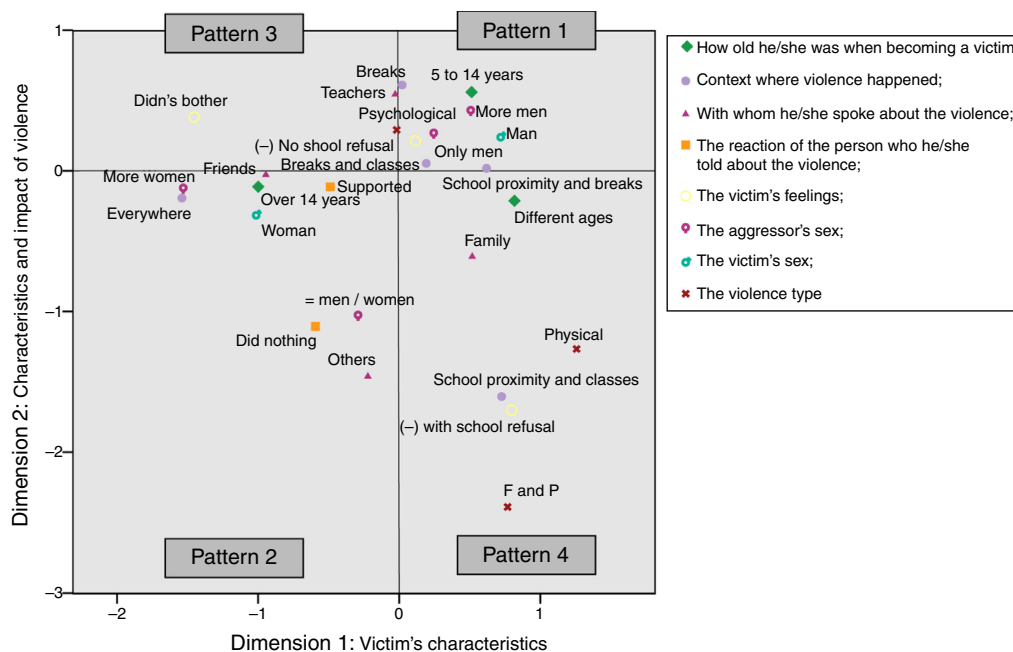 Pattern 3
Pattern 1
1
Breaks
5 to 14 years
Teachers
Didn's bother
Psychological
More men
Man
(–) No shool refusal
Only men
Breaks and classes
0
Friends
More women
Supported
School proximity and breaks
Everywhere
Over 14 years
Different ages
Woman
Family
−1
= men / women
Did nothing
Physical
Others
School proximity and classes
(–) with school refusal
−2
F and P
Pattern 2
Pattern 4
−3
−2
−1
0
1
Dimension 1: Victim's characteristics
Dimension 2: Characteristics and impact of violence
How old he/she was when becoming a victim
Context where violence happened;
With whom he/she spoke about the violence;
The reaction of the person who he/she
told about the violence;
The victim's feelings;
The aggressor's sex;
The victim's sex;
The violence type